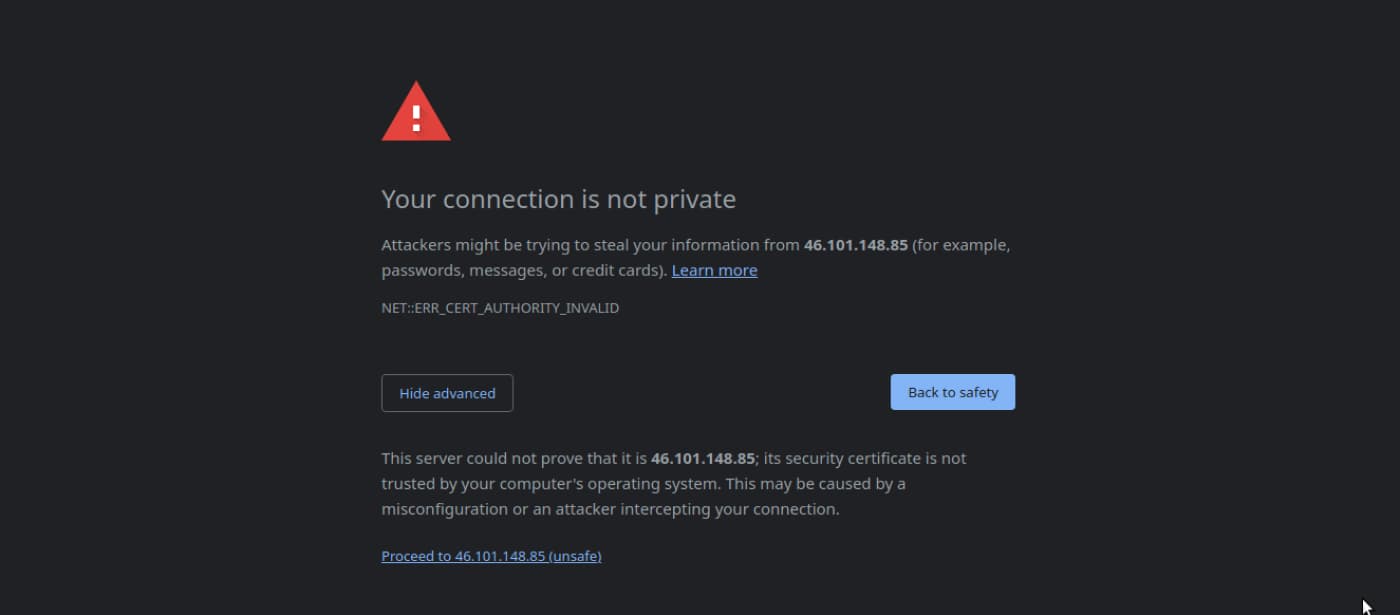 Your connection is not private
Attackers might be trying to steal your information from 46.101.148.85 (for example,
passwords, messages, or credit cards). Learn more
NET::ERR_CERT_AUTHORITY_INVALID
Hide advanced
Back to safety
This server could not prove that it is 46.101.148.85; its security certificate is not
trusted by your computer's operating system. This may be caused by a
misconfiguration or an attacker intercepting your connection.
Proceed to 46.101.148.85 (unsafe)